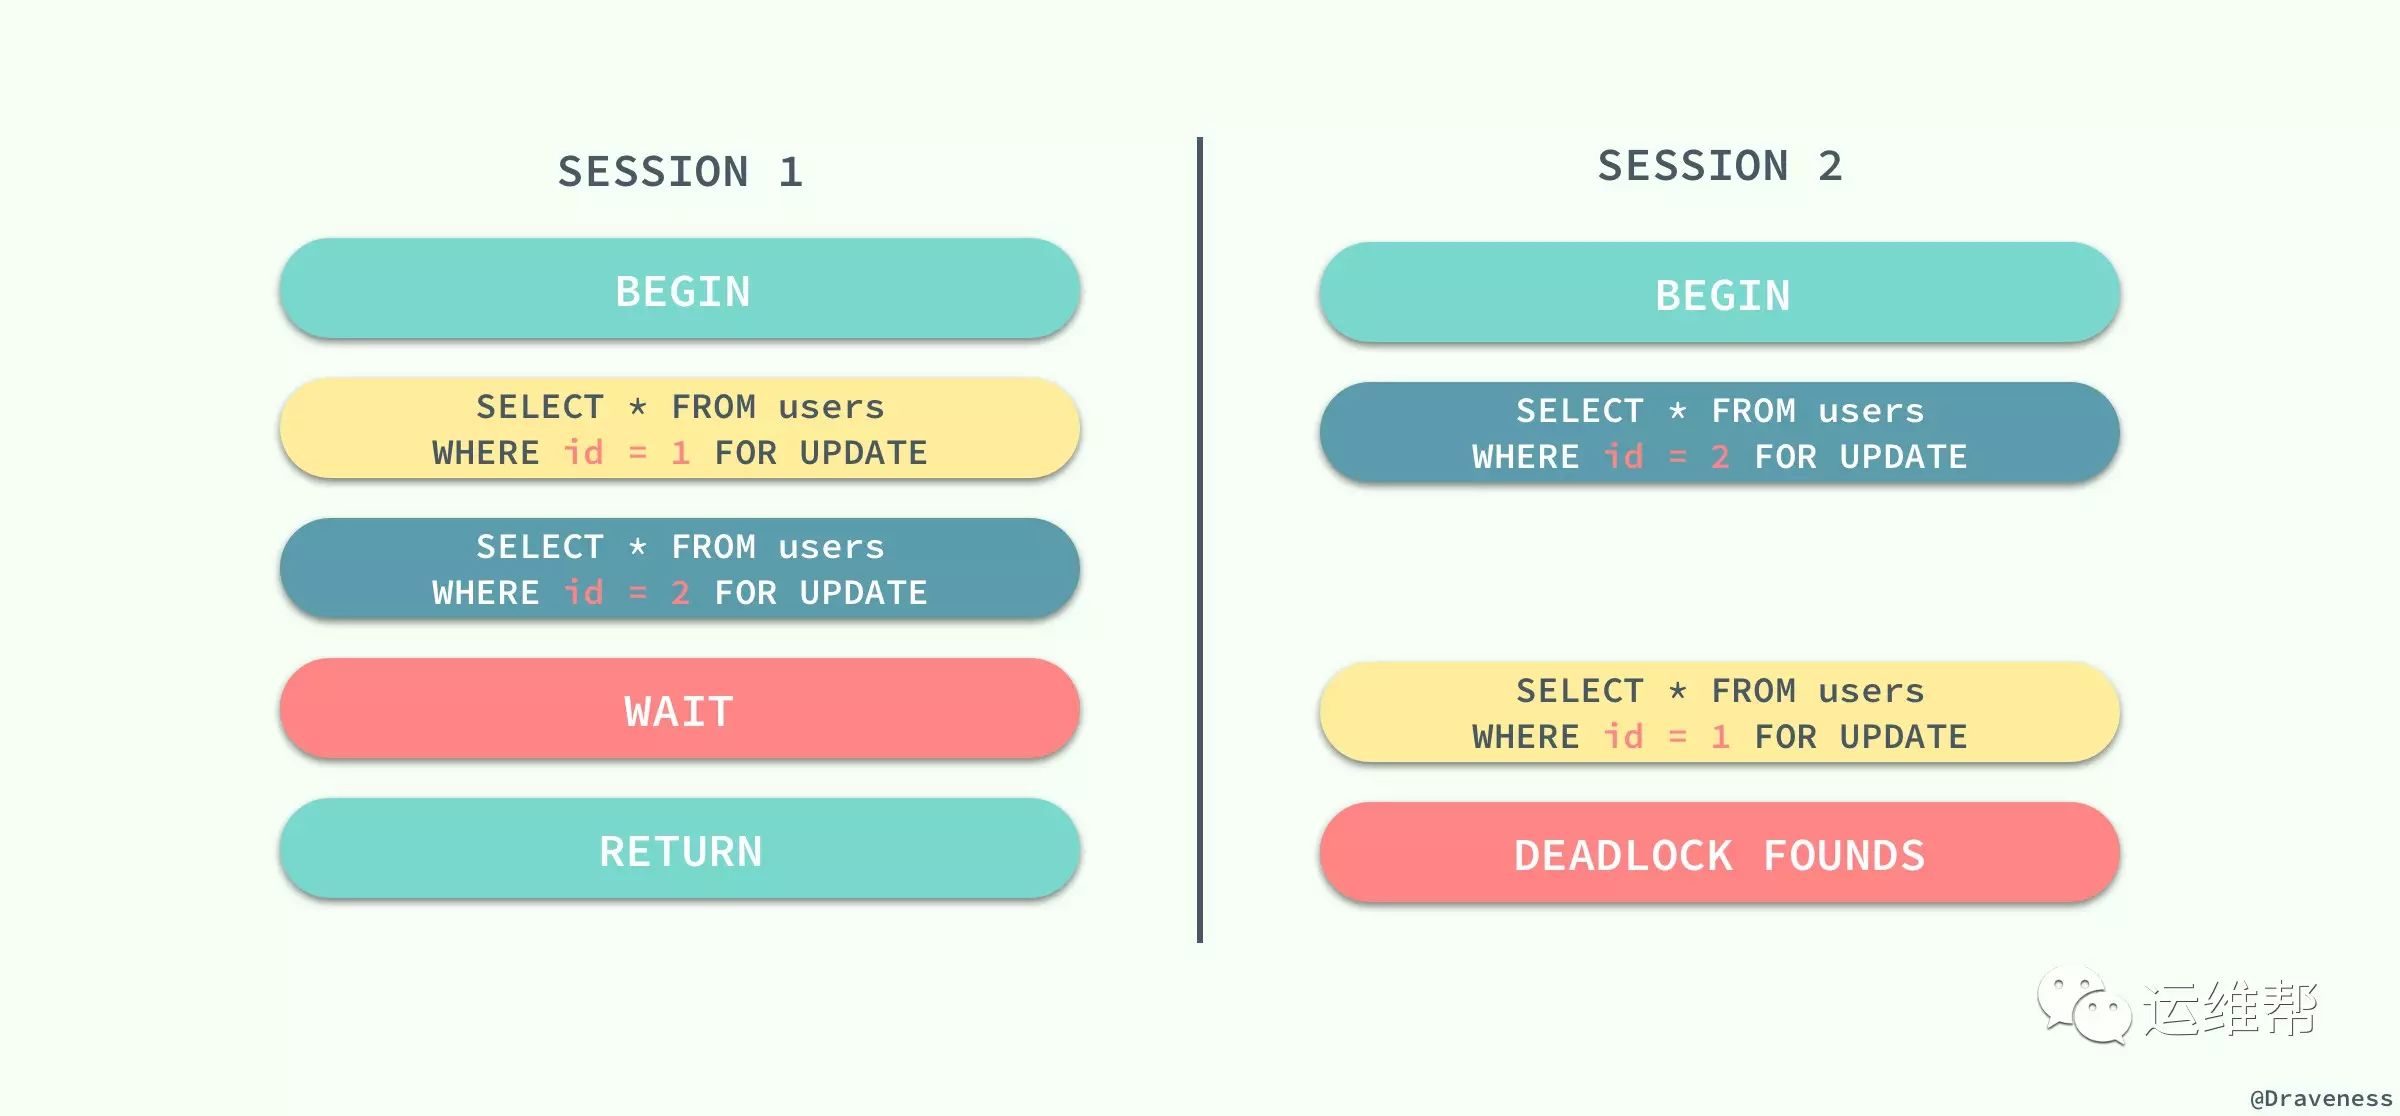 SESSION 1
BEGIN
SELECT * FROM users
WHERE id = 1 FOR UPDATE
SELECT * FROM users
WHERE id = 2 FOR UPDATE
WAIT
RETURN
SESSION 2
BEGIN
SELECT * FROM users
WHERE id = 2 FOR UPDATE
SELECT * FROM users
WHERE id = 1 FOR UPDATE
DEADLOCK FOUNDS
运维帮
@Draveness